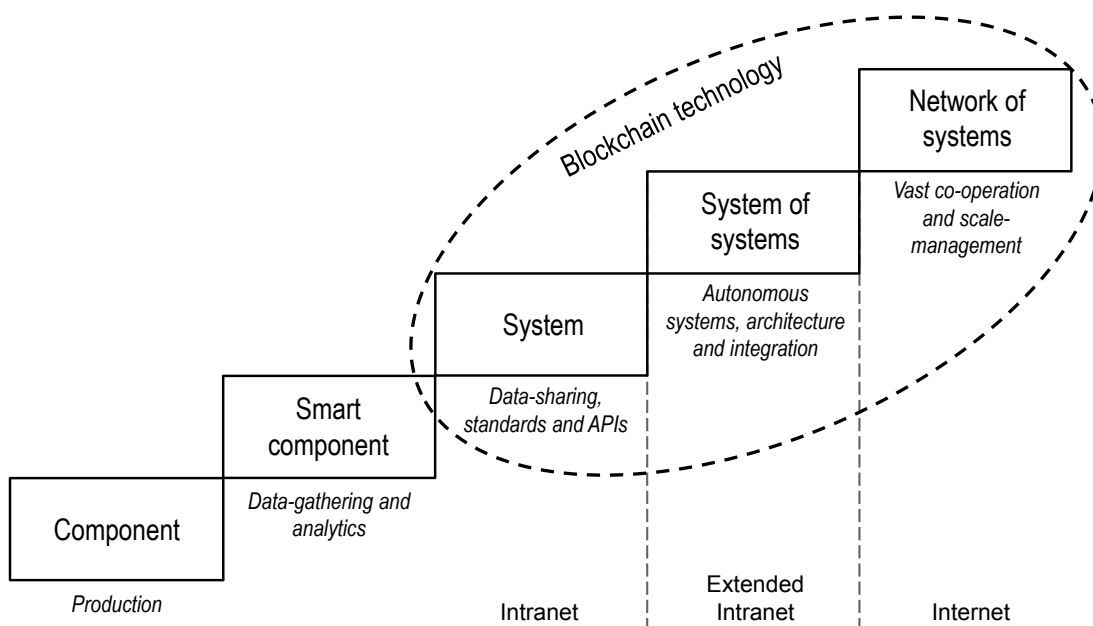 Blockchain technology
Network of
systems
Vast co-operation
and scale-
management
System of
systems
Autonomous
systems, architecture
and integration
System
Data-sharing,
standards and APIs
Smart
component
Data-gathering and
analytics
Component
Production
Intranet
Extended
Intranet
Internet